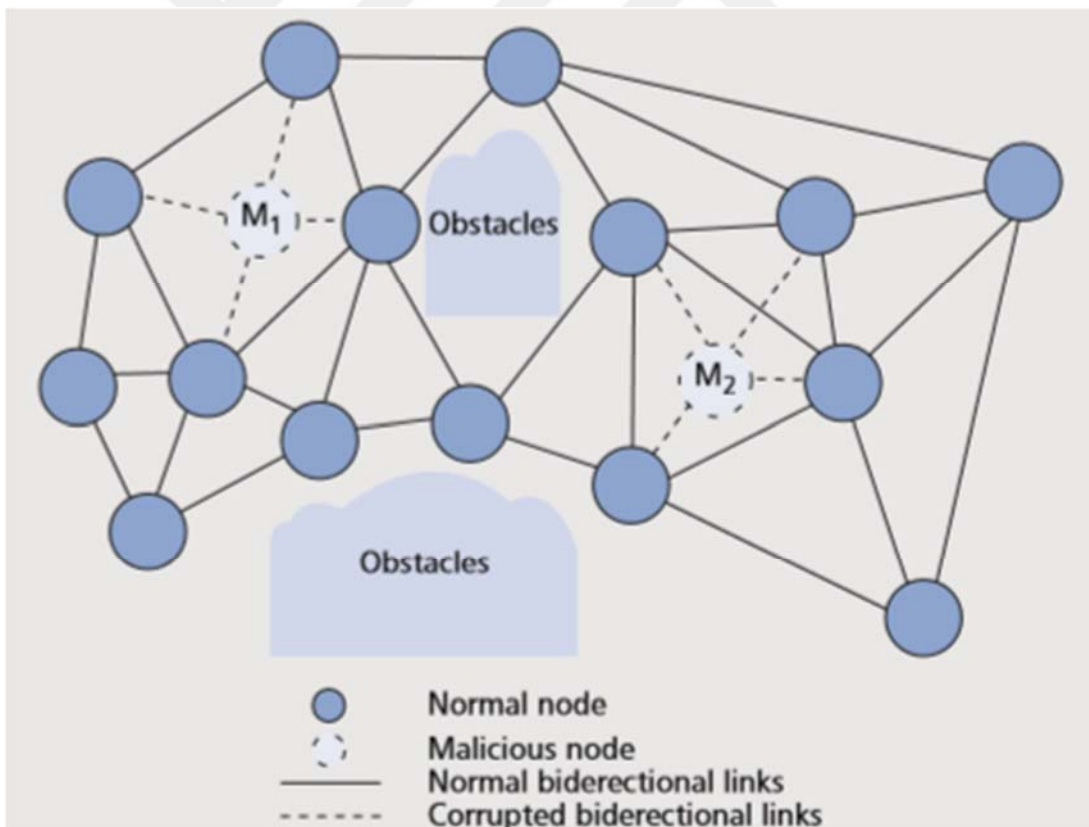 M₁
Obstacles
M₂
Obstacles
Normal node
Malicious node
Normal biderectional links
Corrupted biderectional links